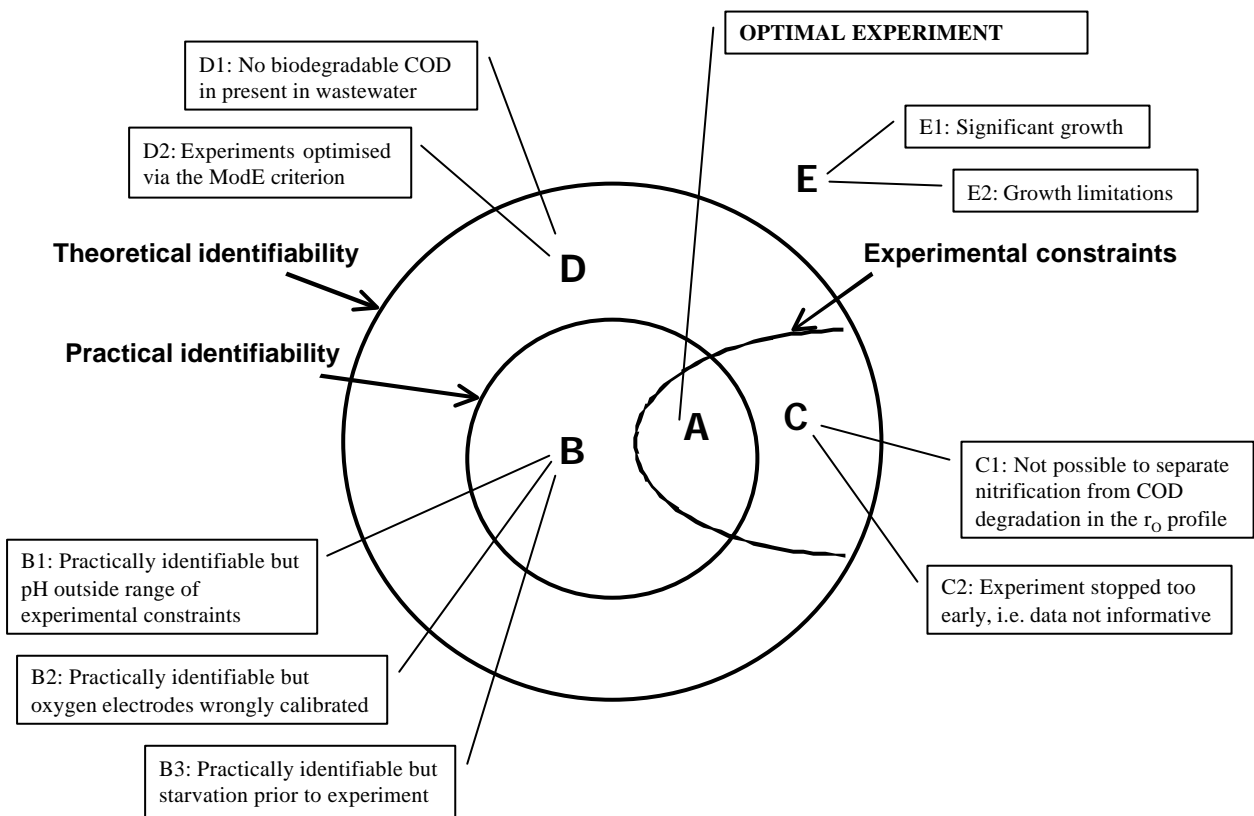 OPTIMAL EXPERIMENT
D1: No biodegradable COD
in present in wastewater
E1: Significant growth
D2: Experiments optimised
via the ModE criterion
E
E2: Growth limitations
Theoretical identifiability
D
Experimental constraints
Practical identifiability
A
C
B
C1: Not possible to separate
nitrification from COD
degradation in the rO profile
B1: Practically identifiable but
pH outside range of
experimental constraints
C2: Experiment stopped too
early, i.e. data not informative
B2: Practically identifiable but
oxygen electrodes wrongly calibrated
B3: Practically identifiable but
starvation prior to experiment